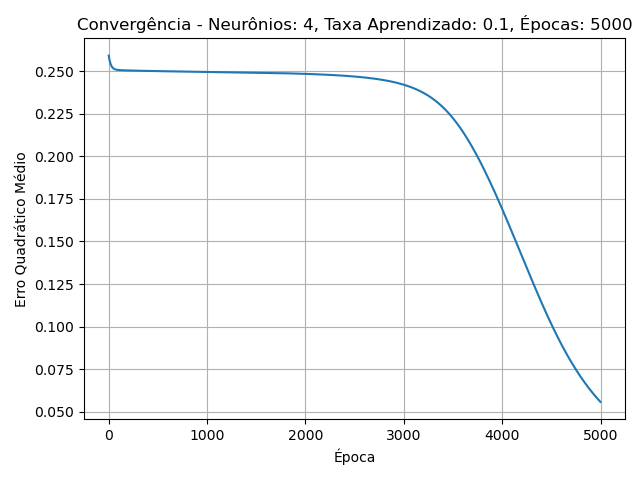 Convergência - Neurônios: 4, Taxa Aprendizado: 0.1, Épocas: 5000
Erro Quadrático Médio
0.250
0.225
0.200
0.175
0.150
0.125
0.100
0.075
0.050
0 1000 2000 3000 4000 5000
Época